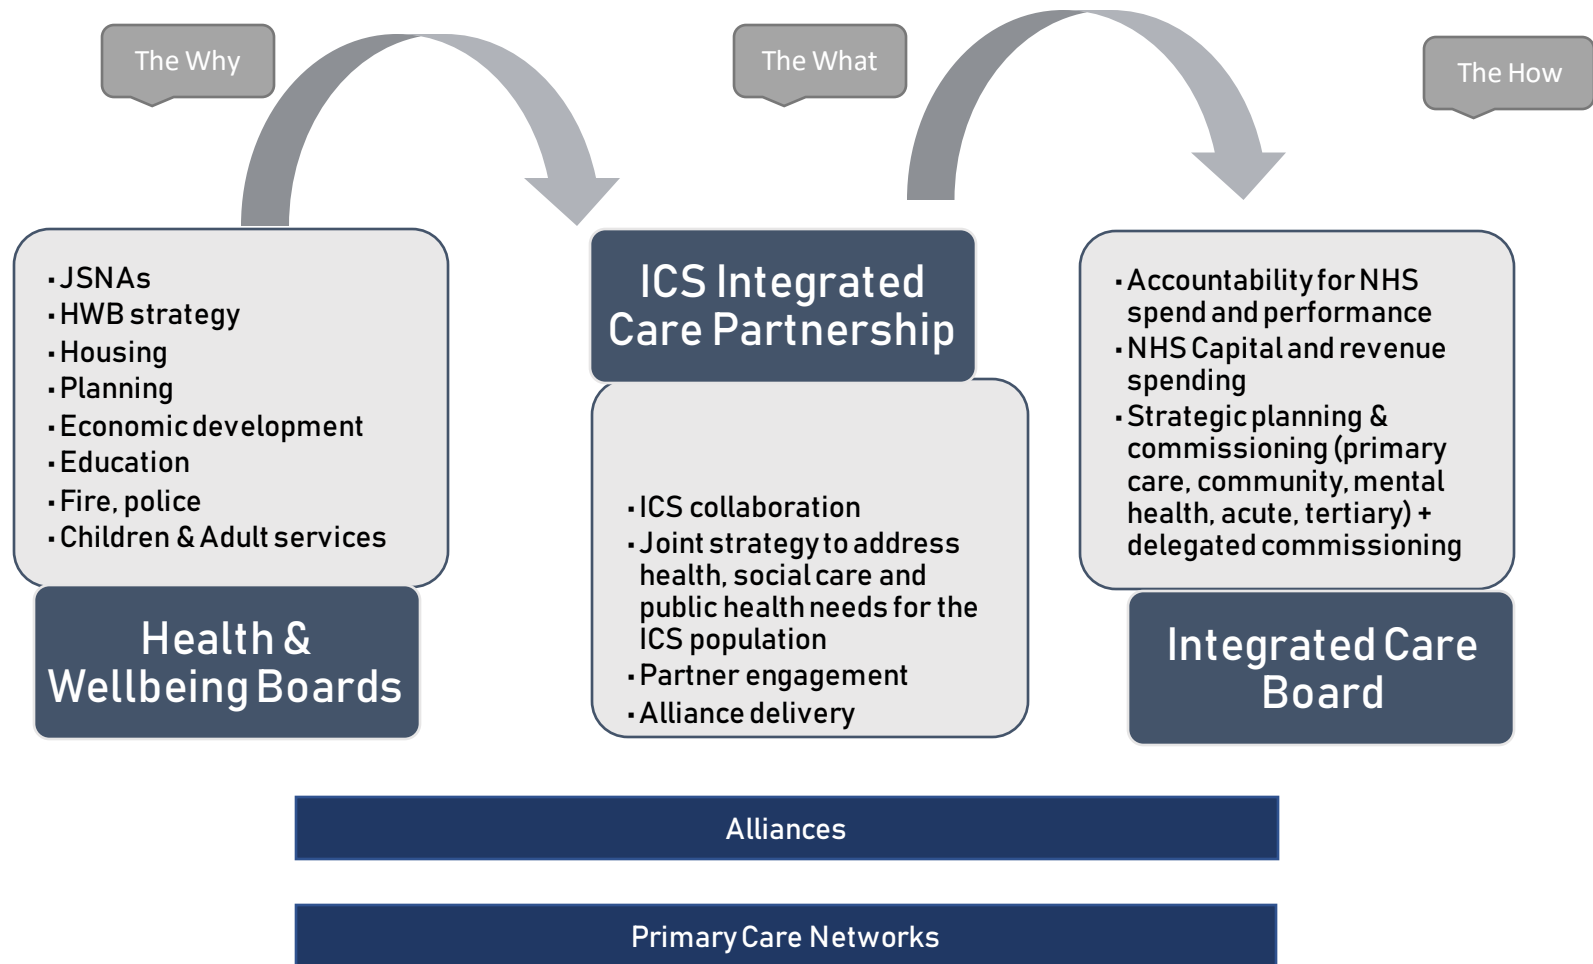 The Why
The What
The How
▪ JSNAs
▪ HWB strategy
▪ Housing
▪ Planning
▪ Economic development
▪ Education
▪ Fire, police
▪ Children & Adult services
Health &
Wellbeing Boards
ICS Integrated
Care Partnership
▪ ICS collaboration
▪ Joint strategy to address
health, social care and
public health needs for the
ICS population
▪ Partner engagement
▪ Alliance delivery
▪ Accountability for NHS
spend and performance
▪ NHS Capital and revenue
spending
▪ Strategic planning &
commissioning (primary
care, community, mental
health, acute, tertiary) +
delegated commissioning
Integrated Care
Board
Alliances
Primary Care Networks